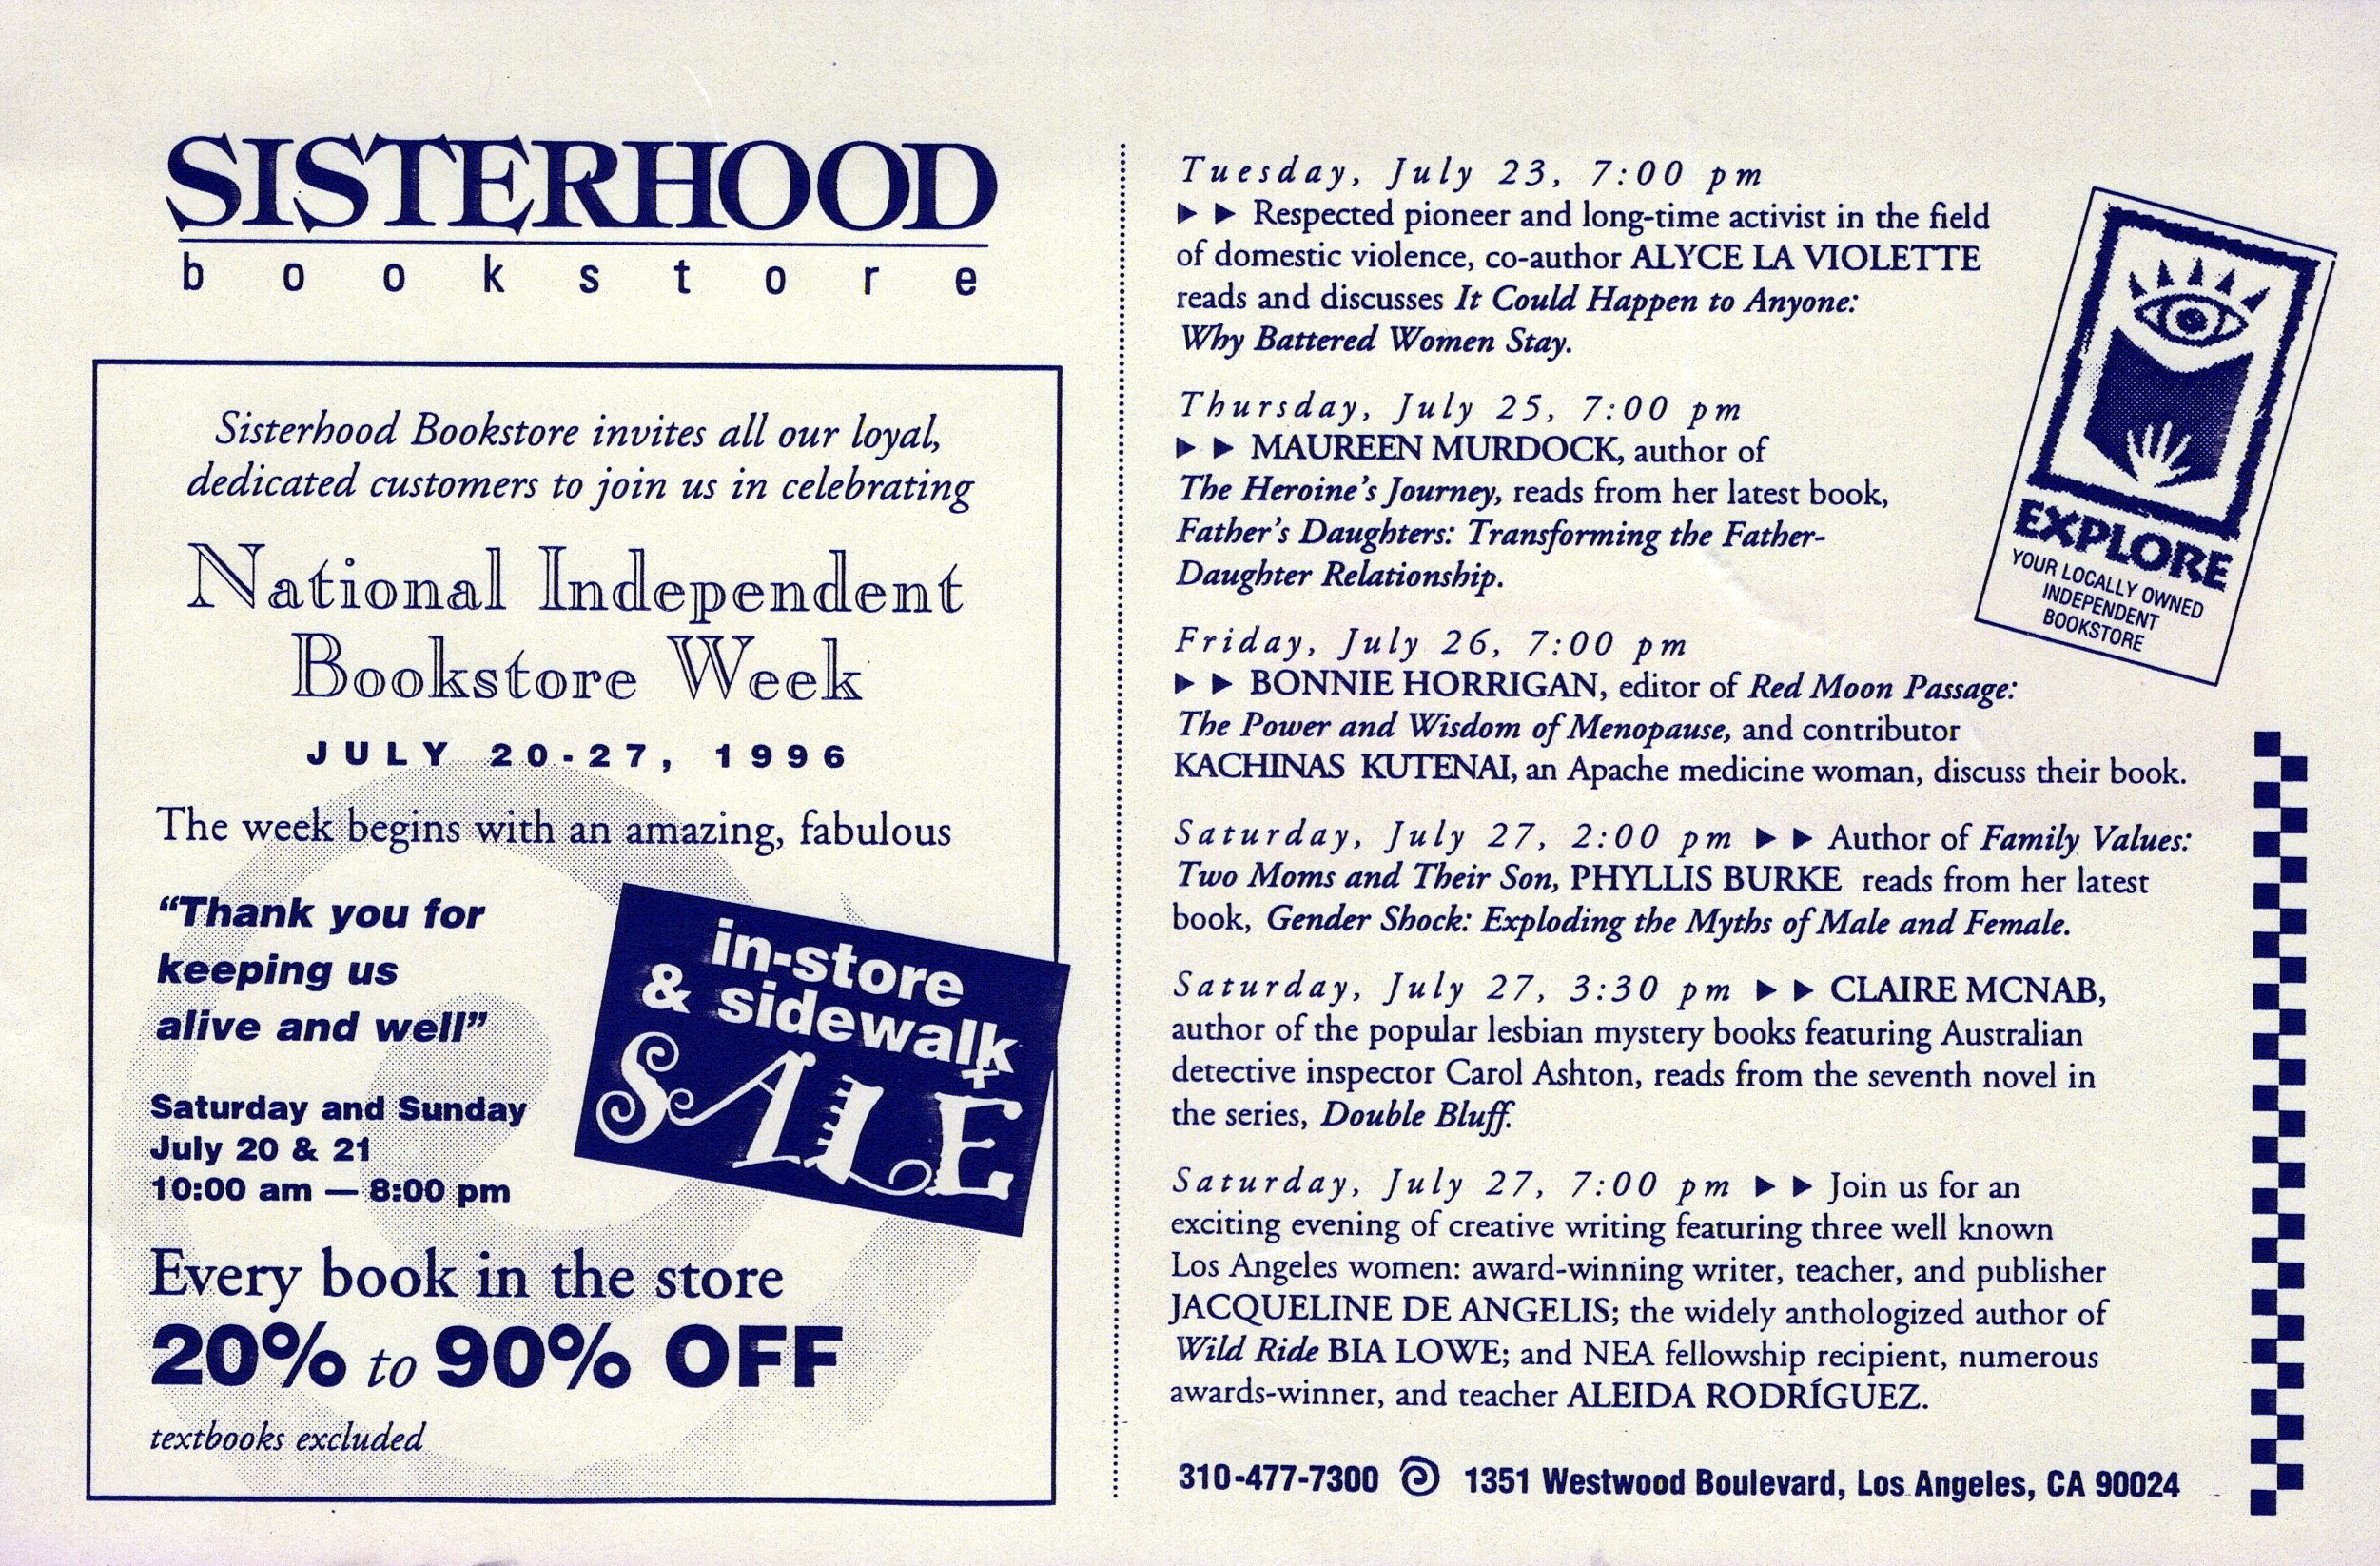 SISTERHOOD
bookstore
Sisterhood Bookstore invites all our loyal,
dedicated customers to join us in celebrating
National Independent
Bookstore Week
JULY 20-27, 1996
The week begins with an amazing, fabulous
“Thank you for
keeping us
alive and well”
in-store
& sidewalk
SALE
Saturday and Sunday
July 20 & 21
10:00 am — 8:00 pm
Every book in the store
20% to 90% OFF
textbooks excluded
Tuesday, July 23, 7:00 pm
▶ ▶ Respected pioneer and long-time activist in the field
of domestic violence, co-author ALYCE LA VIOLETTE
reads and discusses It Could Happen to Anyone:
Why Battered Women Stay.
Thursday, July 25, 7:00 pm
▶ ▶ MAUREEN MURDOCK, author of
The Heroine’s Journey, reads from her latest book,
Father’s Daughters: Transforming the Father-
Daughter Relationship.
Friday, July 26, 7:00 pm
▶ ▶ BONNIE HORRIGAN, editor of Red Moon Passage:
The Power and Wisdom of Menopause, and contributor
KACHINAS KUTENAI, an Apache medicine woman, discuss their book.
Saturday, July 27, 2:00 pm ▶ ▶ Author of Family Values:
Two Moms and Their Son, PHYLLIS BURKE reads from her latest
book, Gender Shock: Exploding the Myths of Male and Female.
Saturday, July 27, 3:30 pm ▶ ▶ CLAIRE MCNAB,
author of the popular lesbian mystery books featuring Australian
detective inspector Carol Ashton, reads from the seventh novel in
the series, Double Bluff.
Saturday, July 27, 7:00 pm ▶ ▶ Join us for an
exciting evening of creative writing featuring three well known
Los Angeles women: award-winning writer, teacher, and publisher
JACQUELINE DE ANGELIS; the widely anthologized author of
Wild Ride BIA LOWE; and NEA fellowship recipient, numerous
awards-winner, and teacher ALEIDA RODRÍGUEZ.
310-477-7300 1351 Westwood Boulevard, Los Angeles, CA 90024
EXPLORE
YOUR LOCALLY OWNED
INDEPENDENT
BOOKSTORE